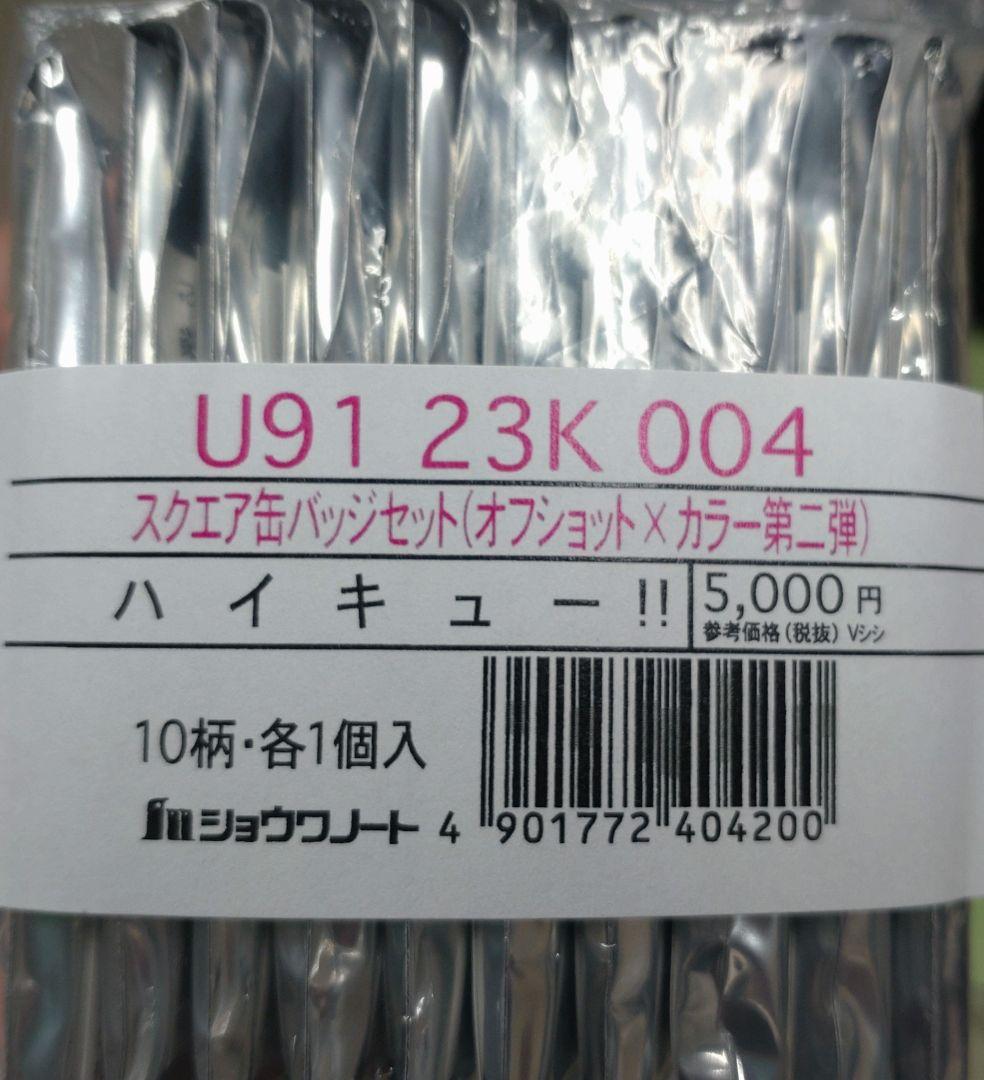 U91 23K 004
スクエア缶バッジセット(オフショット×カラー第二弾)
ハイキュー!!
5,000円
参考価格(税抜) Vシシ
10柄・各1個入
ショウワノート
4 901772 404200